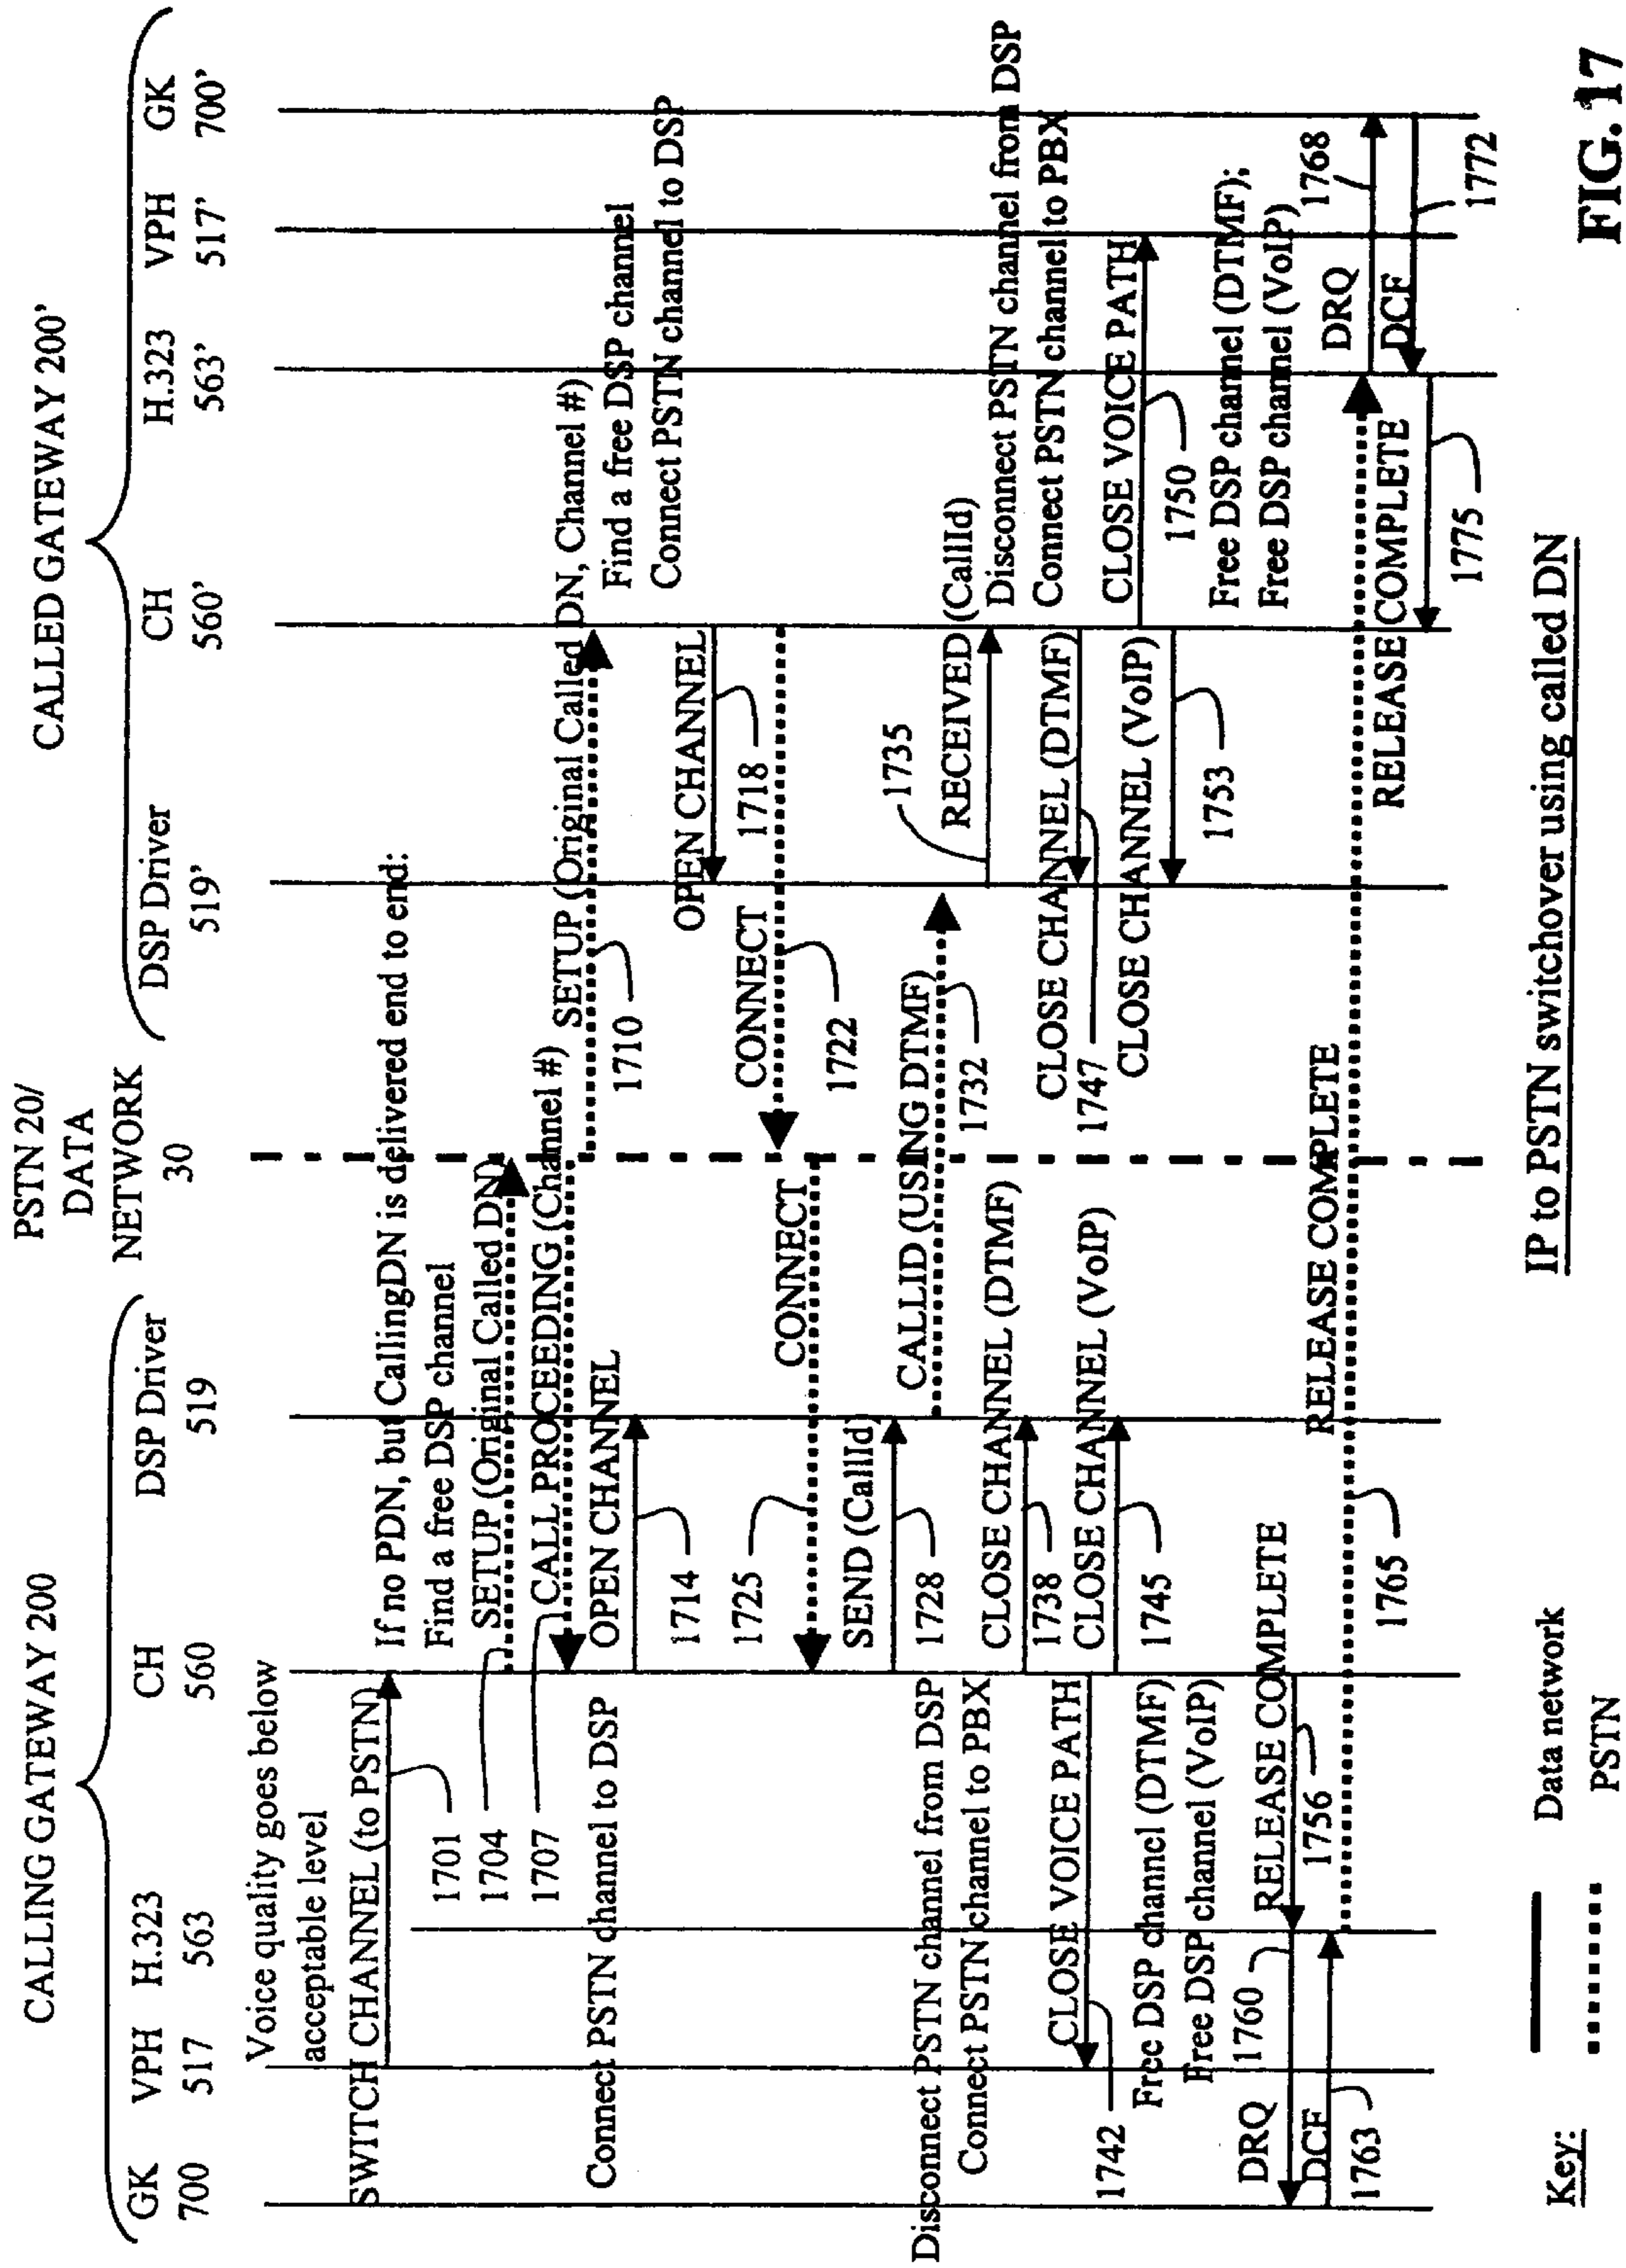 CALLING GATEWAY 200
PSTN 20/
DATA
NETWORK
30
CALLED GATEWAY 200'
GK
700
VPH
517
H.323
563
CH
560
DSP Driver
519
DSP Driver
519'
CH
560'
H.323
563'
VPH
517'
GK
700'
Voice quality goes below
acceptable level
SWITCH CHANNEL (to PSTN)
1701
If no PDN, but CallingDN is delivered end to end:
Find a free DSP channel
SETUP (Original Called DN)
1704
CALL PROCEEDING (Channel #)
1707
SETUP (Original Called DN, Channel #)
1710
Find a free DSP channel
Connect PSTN channel to DSP
Connect PSTN channel to DSP
OPEN CHANNEL
1714
OPEN CHANNEL
1718
CONNECT
1722
CONNECT
1725
SEND (CallId)
1728
CALLID (USING DTMF)
1732
1735
RECEIVED (CallId)
Disconnect PSTN channel from DSP
Connect PSTN channel to PBX
Disconnect PSTN channel from DSP
Connect PSTN channel to PBX
CLOSE CHANNEL (DTMF)
1738
CLOSE VOICE PATH
1742
CLOSE CHANNEL (VoIP)
1745
CLOSE CHANNEL (DTMF)
1747
CLOSE VOICE PATH
1750
CLOSE CHANNEL (VoIP)
1753
Free DSP channel (DTMF)
Free DSP channel (VoIP)
Free DSP channel (DTMF);
Free DSP channel (VoIP)
RELEASE COMPLETE
1756
DRQ
1760
DCF
1763
RELEASE COMPLETE
1765
RELEASE COMPLETE
DRQ
1768
DCF
1772
1775
Key:
Data network
PSTN
IP to PSTN switchover using called DN
FIG. 17